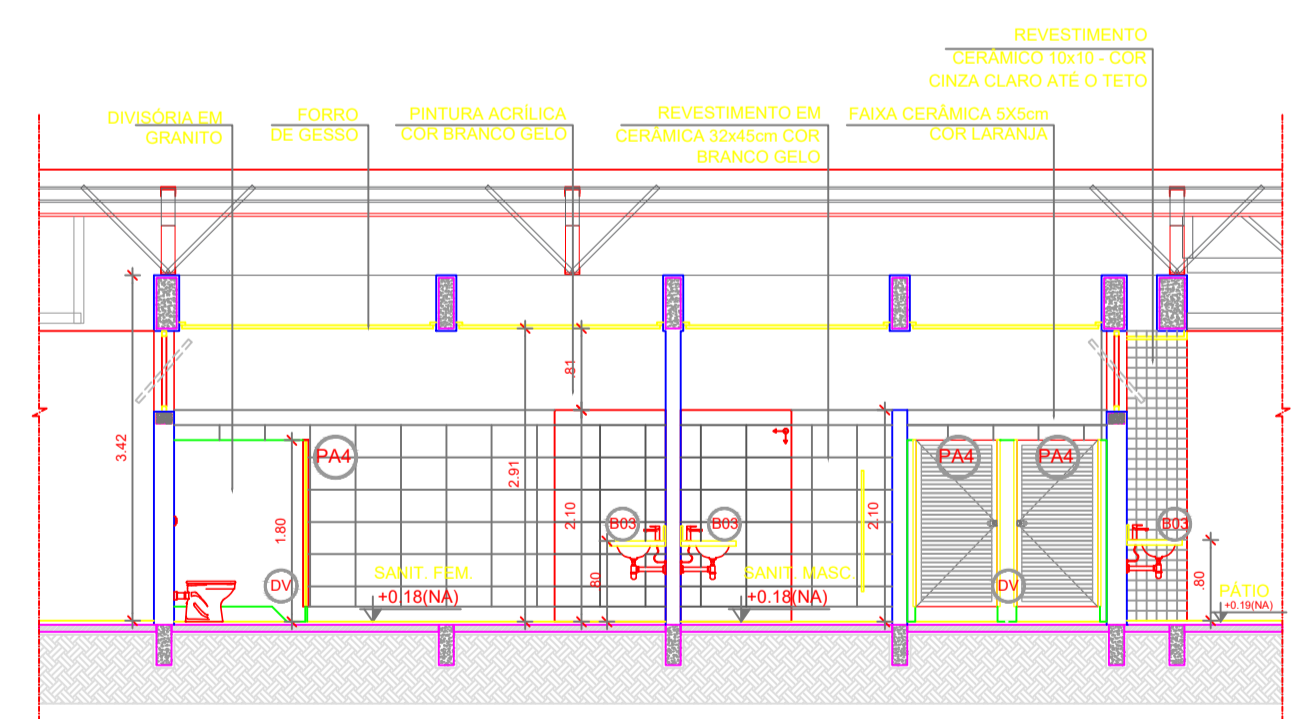 REVESTIMENTO
CERÂMICO 10x10 - COR
CINZA CLARO ATÉ O TETO
DIVISÓRIA EM
GRANITO
FORRO
DE GESSO
PINTURA ACRÍLICA
COR BRANCO GELO
REVESTIMENTO EM
CERÂMICA 32x45cm COR
BRANCO GELO
FAIXA CERÂMICA 5X5cm
COR LARANJA
.81
3.42
PA4
2.91
PA4
PA4
1.80
2.10
B03
B03
2.10
B03
DV
SANIT. FEM.
+0.18(NA)
.80
SANIT. MASC.
+0.18(NA)
DV
.80
PÁTIO
+0.19(NA)